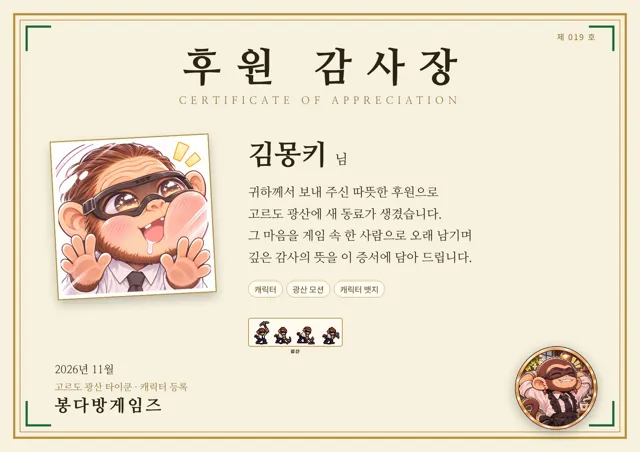 제 019 호
후원 감사장
CERTIFICATE OF APPRECIATION
김몽키 님
귀하께서 보내 주신 따뜻한 후원으로
고르도 광산에 새 동료가 생겼습니다.
그 마음을 게임 속 한 사람으로 오래 남기며
깊은 감사의 뜻을 이 증서에 담아 드립니다.
캐릭터 광산 모션 캐릭터 뱃지
2026년 11월
고르도 광산 타이쿤 · 캐릭터 등록
봉다방게임즈